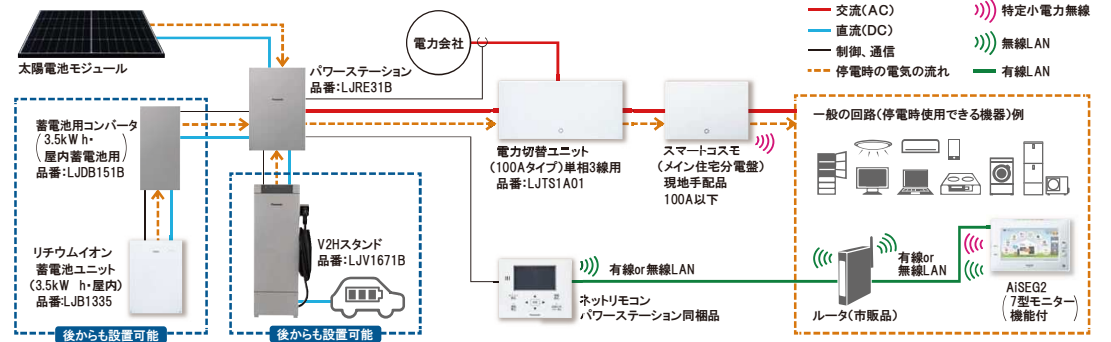 太陽電池モジュール
電力会社
交流(AC)
直流(DC)
制御、通信
停電時の電気の流れ
特定小電力無線
無線LAN
有線LAN
パワーステーション
品番:LJRE31B
蓄電池用コンバータ
(3.5kW h・
屋内蓄電池用)
品番:LJDB151B
リチウムイオン
蓄電池ユニット
(3.5kW h・屋内)
品番:LJB1335
後からも設置可能
V2Hスタンド
品番:LJV1671B
後からも設置可能
電力切替ユニット
(100Aタイプ)単相3線用
品番:LJTS1A01
スマートコスモ
(メイン住宅分電盤)
現地手配品
100A以下
一般の回路(停電時使用できる機器)例
有線or無線LAN
ネットリモコン
パワーステーション同梱品
ルータ(市販品)
有線or
無線LAN
AiSEG2
(7型モニター
機能付)